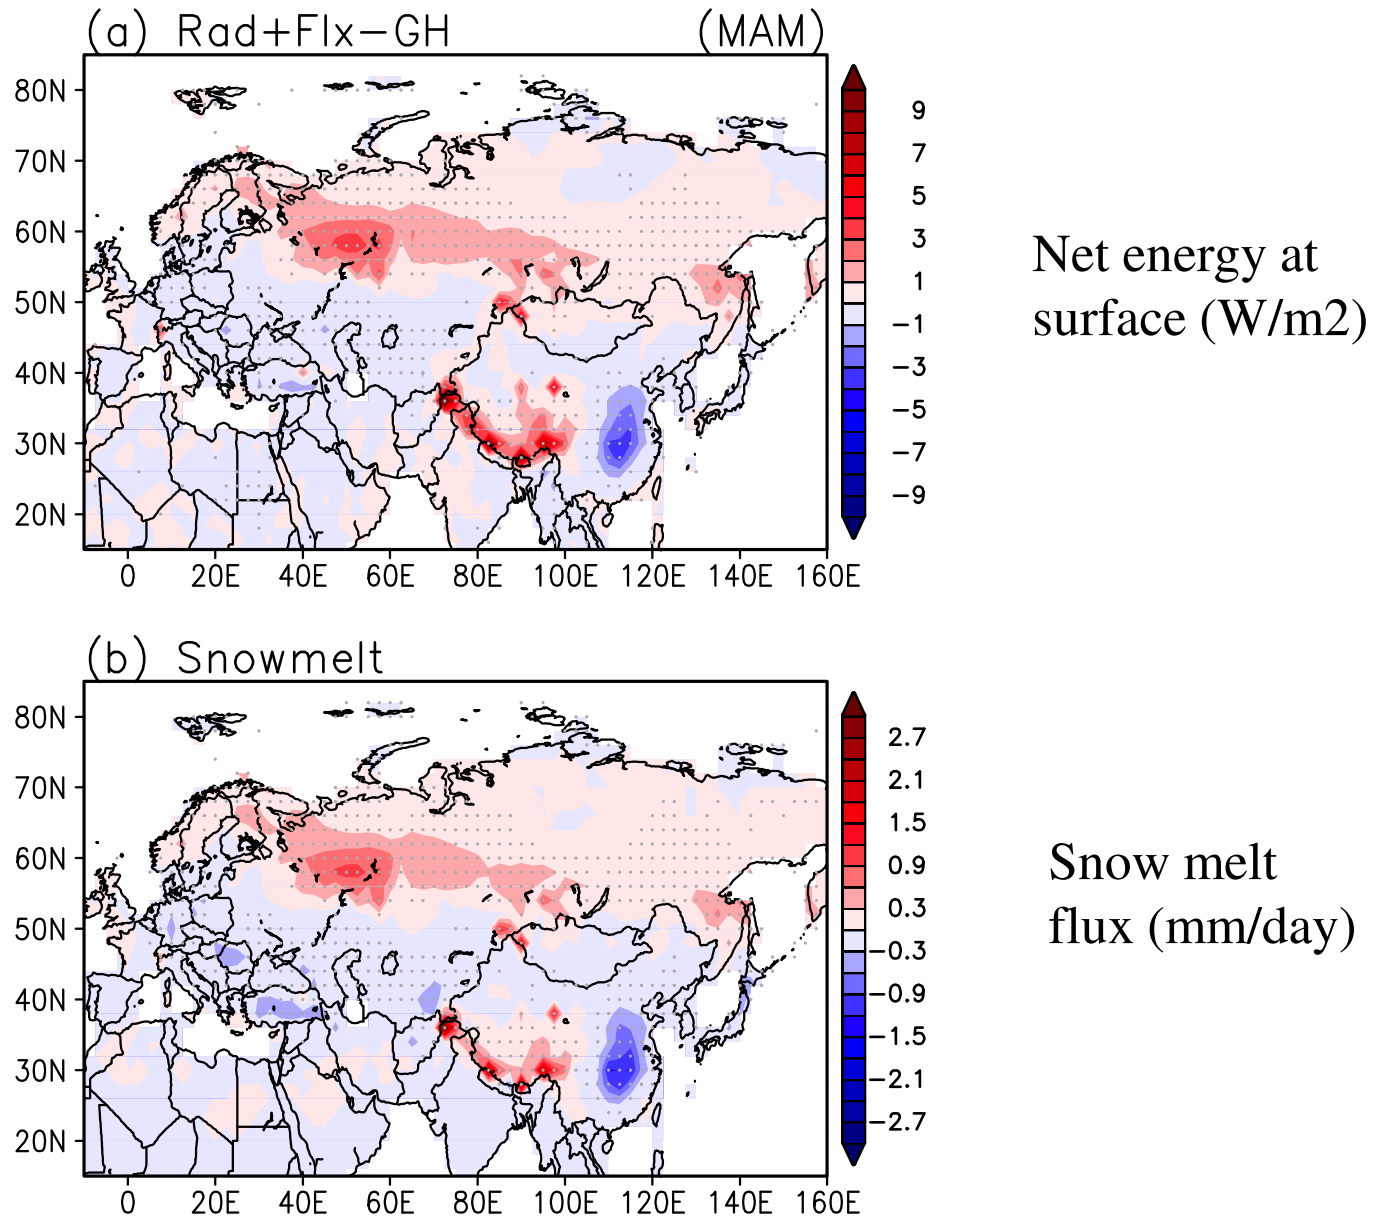 (a) Rad+Flx−GH (MAM)
80N
70N
60N
50N
40N
30N
20N
0 20E 40E 60E 80E 100E 120E 140E 160E
9
7
5
3
1
−1
−3
−5
−7
−9
Net energy at
surface (W/m2)
(b) Snowmelt
80N
70N
60N
50N
40N
30N
20N
0 20E 40E 60E 80E 100E 120E 140E 160E
2.7
2.1
1.5
0.9
0.3
−0.3
−0.9
−1.5
−2.1
−2.7
Snow melt
flux (mm/day)